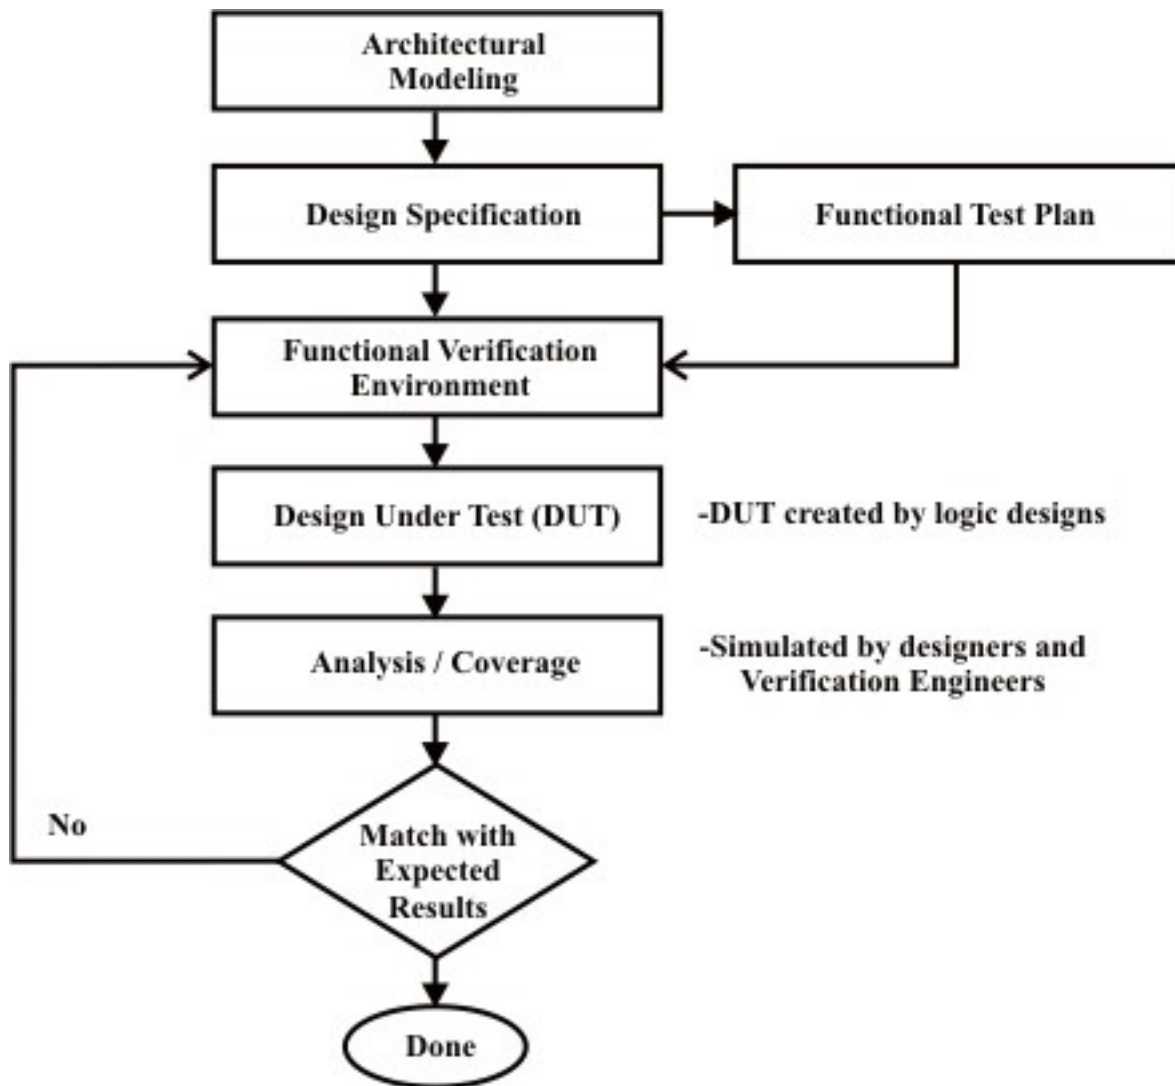 Architectural
Modeling
Design Specification
Functional Test Plan
Functional Verification
Environment
Design Under Test (DUT)
-DUT created by logic designs
Analysis / Coverage
-Simulated by designers and
Verification Engineers
No
Match with
Expected
Results
Done